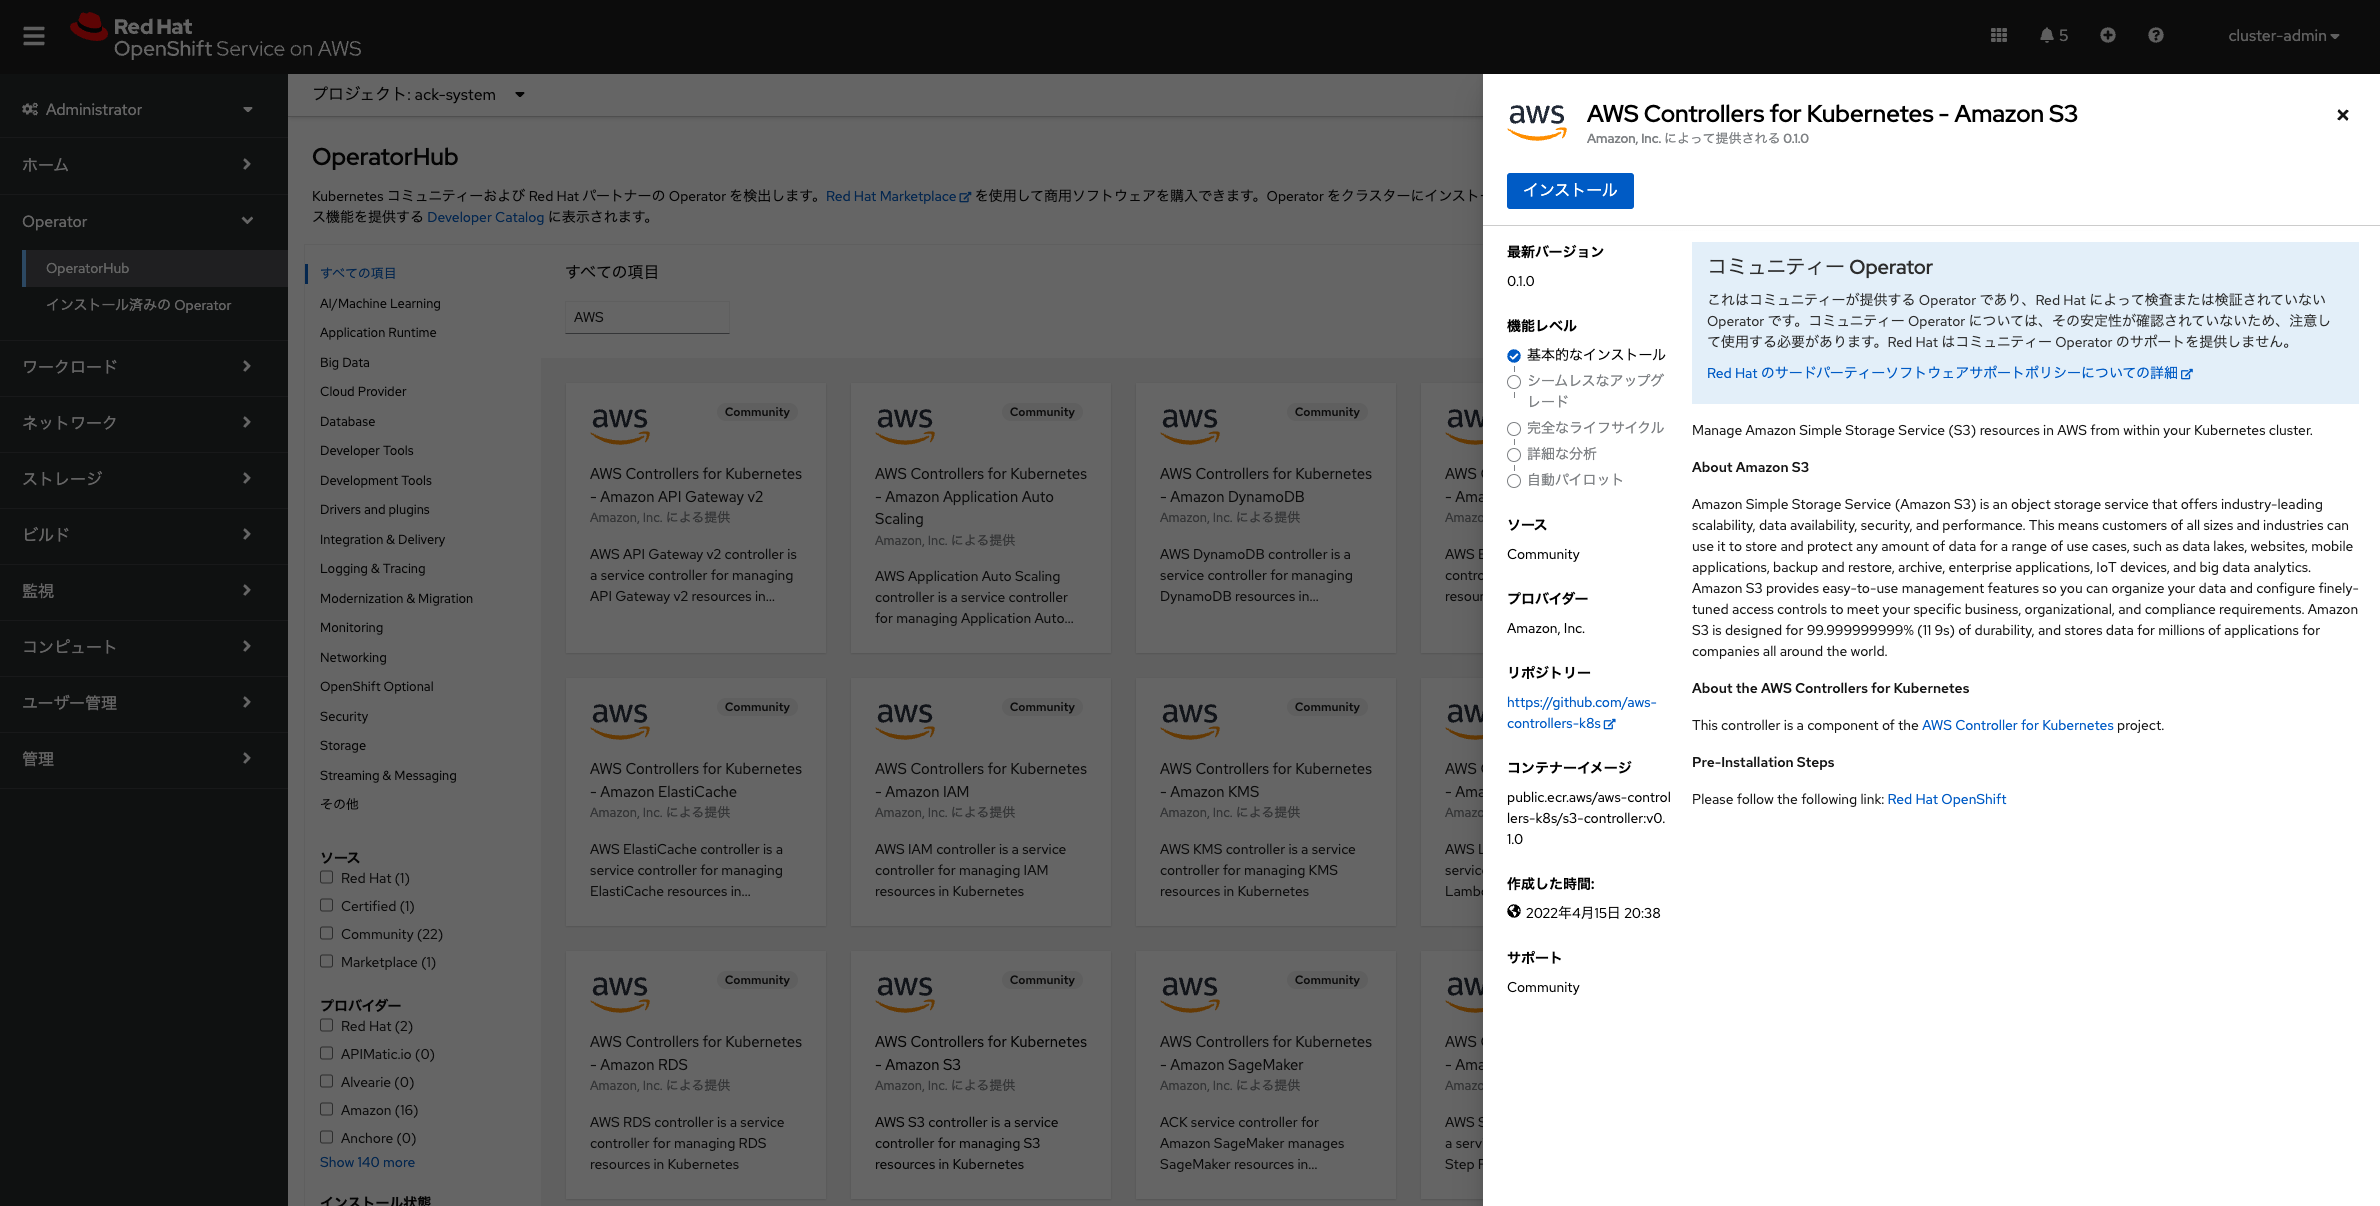 Red Hat
OpenShift Service on AWS
5
cluster-admin
Administrator
ホーム
Operator
OperatorHub
インストール済みの Operator
ワークロード
ネットワーク
ストレージ
ビルド
監視
コンピュート
ユーザー管理
管理
プロジェクト: ack-system
OperatorHub
Kubernetes コミュニティーおよび Red Hat パートナーの Operator を検出します。Red Hat Marketplace を使用して商用ソフトウェアを購入できます。Operator をクラスターにインスト
ス機能を提供する Developer Catalog に表示されます。
すべての項目
AI/Machine Learning
Application Runtime
Big Data
Cloud Provider
Database
Developer Tools
Development Tools
Drivers and plugins
Integration & Delivery
Logging & Tracing
Modernization & Migration
Monitoring
Networking
OpenShift Optional
Security
Storage
Streaming & Messaging
その他
ソース
Red Hat (1)
Certified (1)
Community (22)
Marketplace (1)
プロバイダー
Red Hat (2)
APIMatic.io (0)
Alvearie (0)
Amazon (16)
Anchore (0)
Show 140 more
インストール状態
すべての項目
AWS
aws
Community
AWS Controllers for Kubernetes
- Amazon API Gateway v2
Amazon, Inc. による提供
AWS API Gateway v2 controller is
a service controller for managing
API Gateway v2 resources in...
aws
Community
AWS Controllers for Kubernetes
- Amazon Application Auto
Scaling
Amazon, Inc. による提供
AWS Application Auto Scaling
controller is a service controller
for managing Application Auto...
aws
Community
AWS Controllers for Kubernetes
- Amazon DynamoDB
Amazon, Inc. による提供
AWS DynamoDB controller is a
service controller for managing
DynamoDB resources in...
aws
Community
AWS Controllers for Kubernetes
- Amazon ElastiCache
Amazon, Inc. による提供
AWS ElastiCache controller is a
service controller for managing
ElastiCache resources in...
aws
Community
AWS Controllers for Kubernetes
- Amazon IAM
Amazon, Inc. による提供
AWS IAM controller is a service
controller for managing IAM
resources in Kubernetes
aws
Community
AWS Controllers for Kubernetes
- Amazon KMS
Amazon, Inc. による提供
AWS KMS controller is a service
controller for managing KMS
resources in Kubernetes
aws
Community
AWS Controllers for Kubernetes
- Amazon RDS
Amazon, Inc. による提供
AWS RDS controller is a service
controller for managing RDS
resources in Kubernetes
aws
Community
AWS Controllers for Kubernetes
- Amazon S3
Amazon, Inc. による提供
AWS S3 controller is a service
controller for managing S3
resources in Kubernetes
aws
Community
AWS Controllers for Kubernetes
- Amazon SageMaker
Amazon, Inc. による提供
ACK service controller for
Amazon SageMaker manages
SageMaker resources in...
aws
AWS Controllers for Kubernetes - Amazon S3
Amazon, Inc. によって提供される 0.1.0
インストール
最新バージョン
0.1.0
機能レベル
基本的なインストール
シームレスなアップグ
レード
完全なライフサイクル
詳細な分析
自動パイロット
ソース
Community
プロバイダー
Amazon, Inc.
リポジトリー
https://github.com/aws-
controllers-k8s
コンテナーイメージ
public.ecr.aws/aws-control
lers-k8s/s3-controller:v0.
1.0
作成した時間:
2022年4月15日 20:38
サポート
Community
コミュニティー Operator
これはコミュニティーが提供する Operator であり、Red Hat によって検査または検証されていない
Operator です。コミュニティー Operator については、その安定性が確認されていないため、注意し
て使用する必要があります。Red Hat はコミュニティー Operator のサポートを提供しません。
Red Hat のサードパーティーソフトウェアサポートポリシーについての詳細
Manage Amazon Simple Storage Service (S3) resources in AWS from within your Kubernetes cluster.
About Amazon S3
Amazon Simple Storage Service (Amazon S3) is an object storage service that offers industry-leading
scalability, data availability, security, and performance. This means customers of all sizes and industries can
use it to store and protect any amount of data for a range of use cases, such as data lakes, websites, mobile
applications, backup and restore, archive, enterprise applications, IoT devices, and big data analytics.
Amazon S3 provides easy-to-use management features so you can organize your data and configure finely-
tuned access controls to meet your specific business, organizational, and compliance requirements. Amazon
S3 is designed for 99.999999999% (11 9s) of durability, and stores data for millions of applications for
companies all around the world.
About the AWS Controllers for Kubernetes
This controller is a component of the AWS Controller for Kubernetes project.
Pre-Installation Steps
Please follow the following link: Red Hat OpenShift